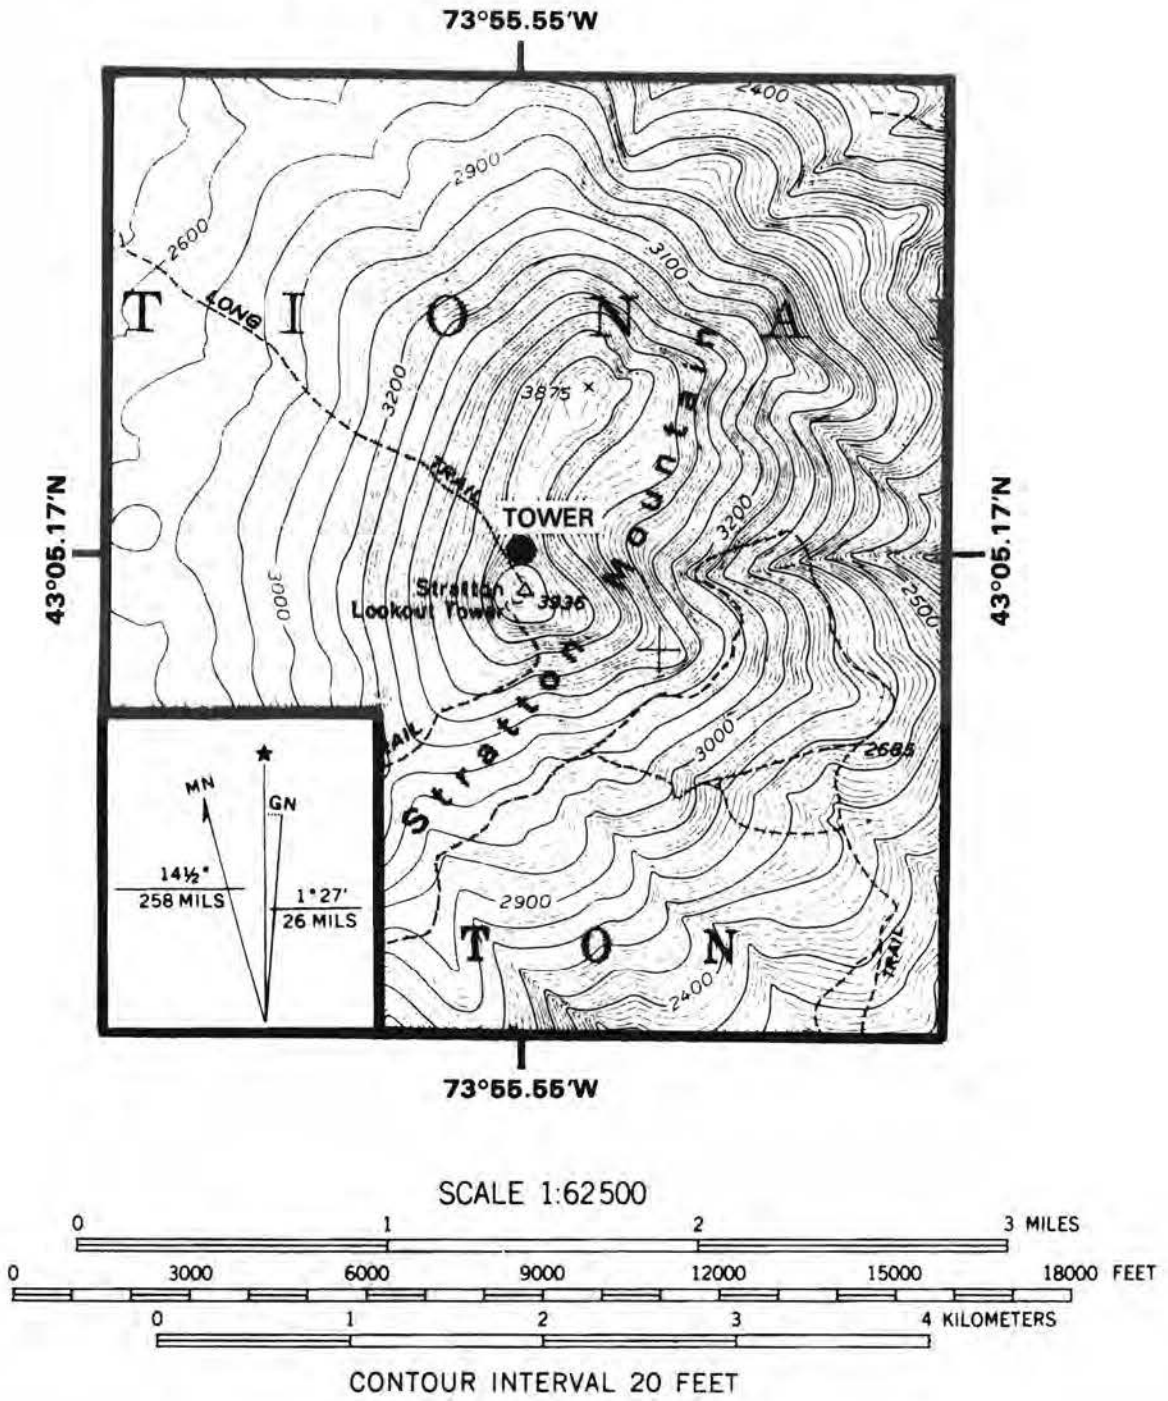 73°55.55'W
2400
2900
2600
3100
LONG
T I O N A
3200
3875
Mountain
TRAIL
43°05.17'N
TOWER
3200
43°05.17'N
3000
Stratton
3936
Lookout Tower
2500
Stratton
TRAIL
3000
2685
MN
GN
14½°
258 MILS
1°27'
26 MILS
2900
T O N
TRAIL
2400
73°55.55'W
SCALE 1:62500
0 1 2 3 MILES
0 3000 6000 9000 12000 15000 18000 FEET
0 1 2 3 4 KILOMETERS
CONTOUR INTERVAL 20 FEET